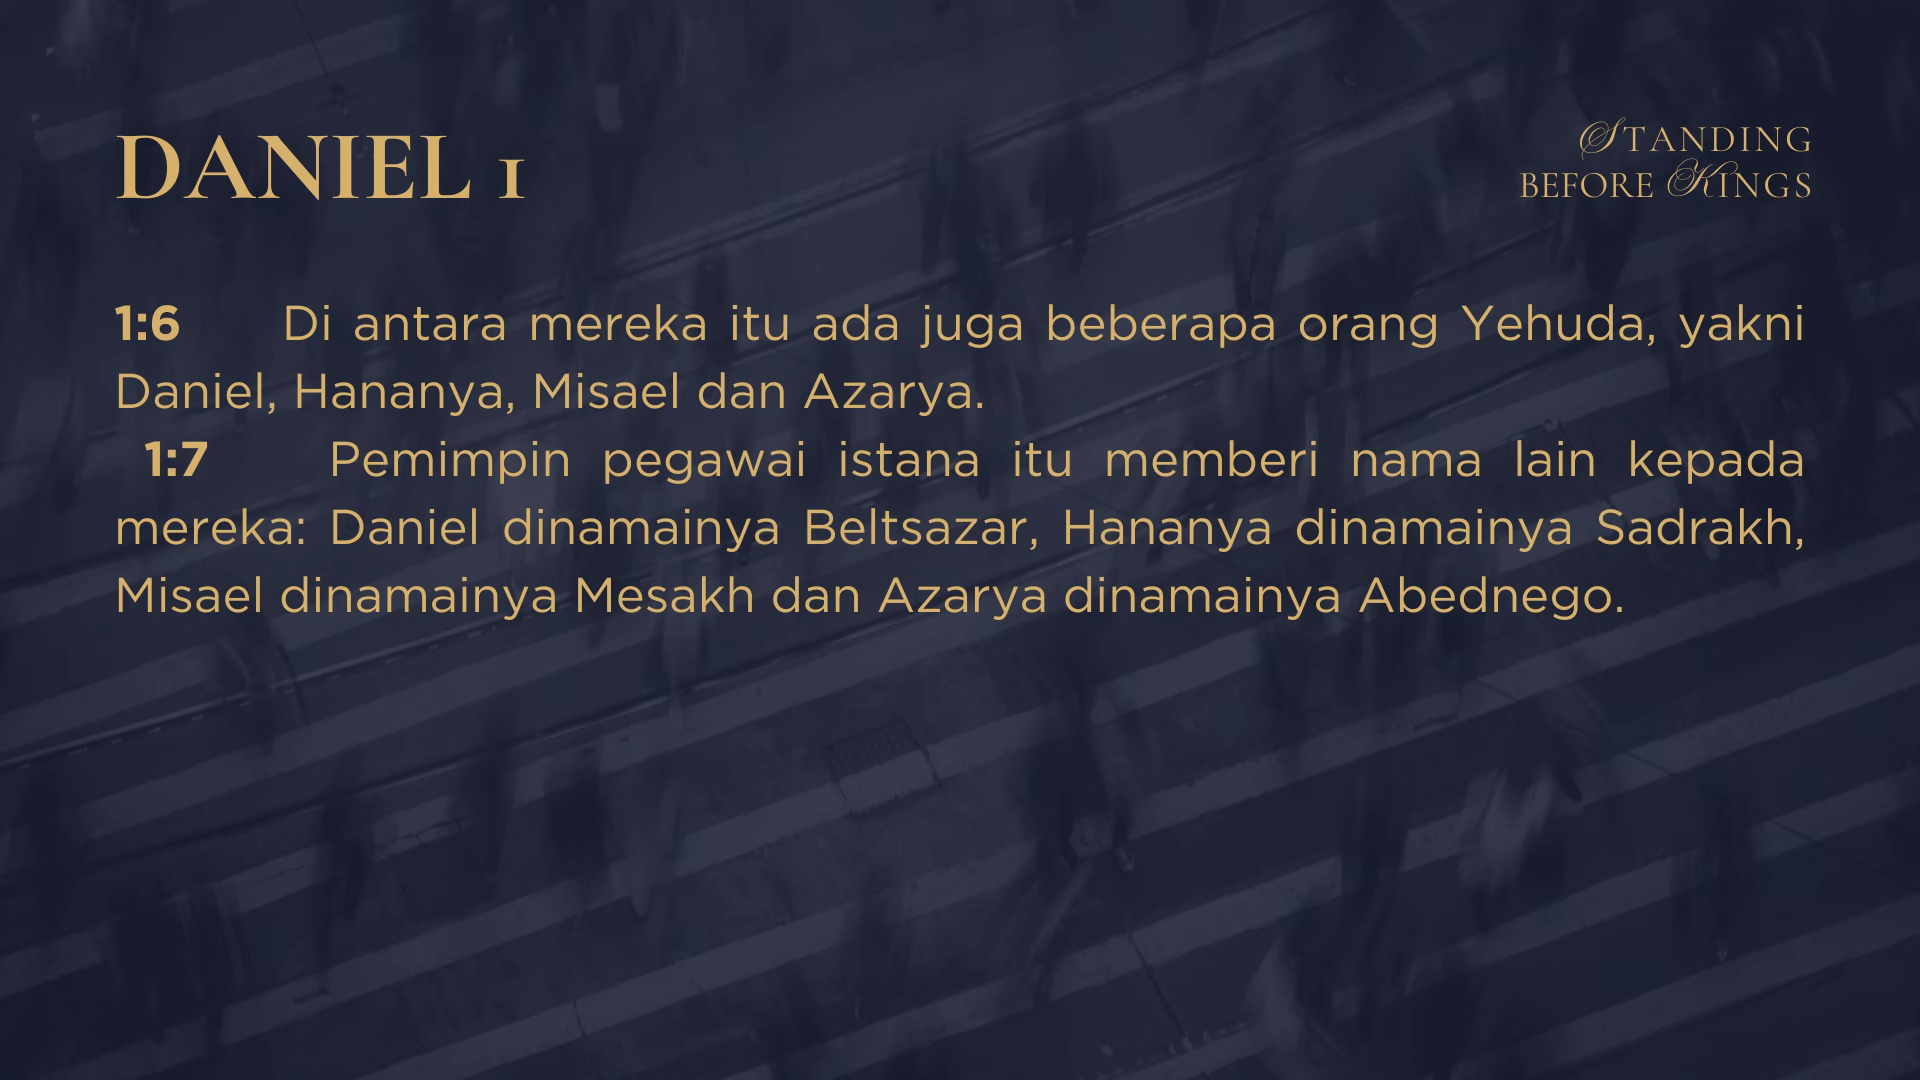 DANIEL 1
STANDING
BEFORE KINGS
1:6 Di antara mereka itu ada juga beberapa orang Yehuda, yakni
Daniel, Hananya, Misael dan Azarya.
1:7 Pemimpin pegawai istana itu memberi nama lain kepada
mereka: Daniel dinamainya Beltsazar, Hananya dinamainya Sadrakh,
Misael dinamainya Mesakh dan Azarya dinamainya Abednego.